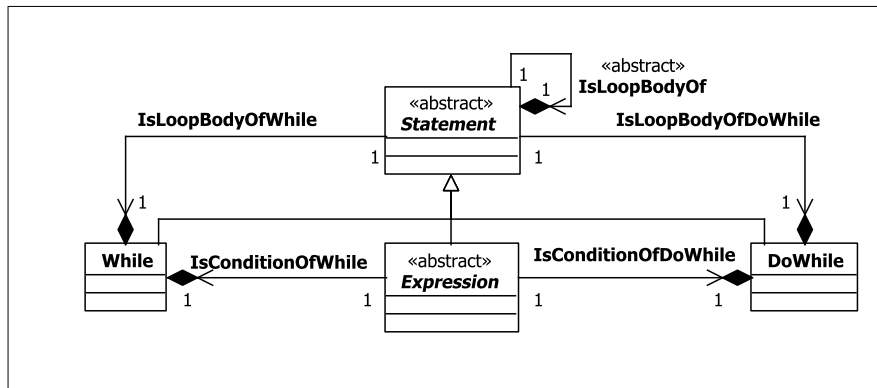 «abstract»
IsLoopBodyOf
1
1
«abstract»
Statement
IsLoopBodyOfWhile
IsLoopBodyOfDoWhile
1
1
1
1
While
«abstract»
Expression
DoWhile
IsConditionOfWhile
IsConditionOfDoWhile
1
1
1
1